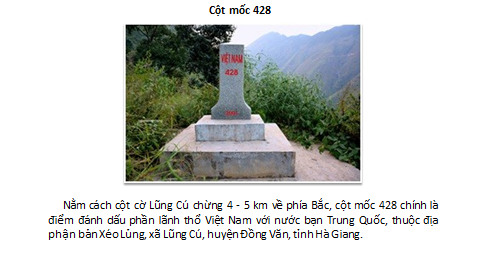 Cột mốc 428
VIỆT NAM
428
Nằm cách cột cờ Lũng Cú chừng 4 - 5 km về phía Bắc, cột mốc 428 chính là
điểm đánh dấu phần lãnh thổ Việt Nam với nước bạn Trung Quốc, thuộc địa
phận bản Xéo Lủng, xã Lũng Cú, huyện Đồng Văn, tỉnh Hà Giang.